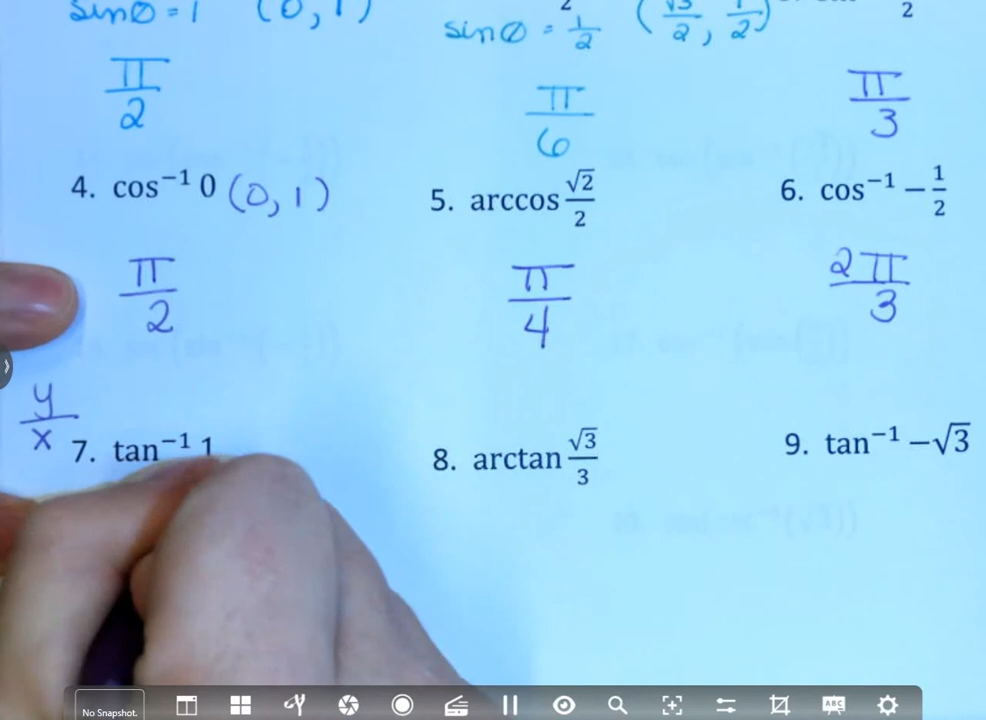 sinθ = 1 (0, 1)
sinθ = 1/2 (√3/2, 1/2)
2
π/2
π/6
π/3
4. cos⁻¹ 0 (0, 1)
5. arccos √2/2
6. cos⁻¹ −1/2
π/2
π/4
2π/3
y/x
7. tan⁻¹ 1
8. arctan √3/3
9. tan⁻¹ −√3
No Snapshot.
ABC